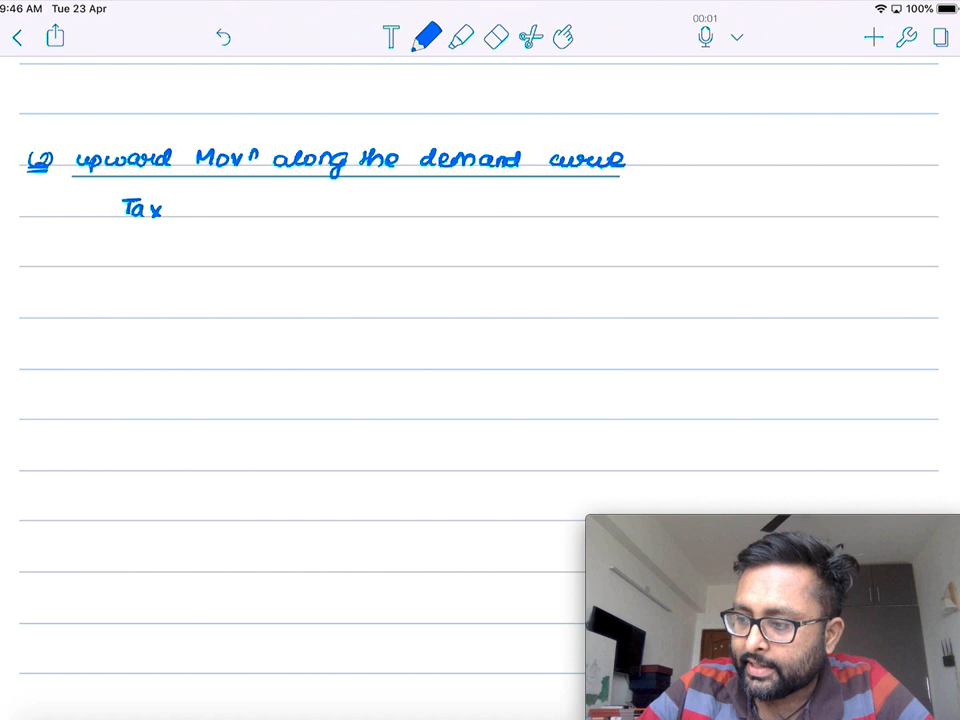 9:46 AM Tue 23 Apr
100%
00:01
T
(2) upward Movⁿ along the demand curve
Tax